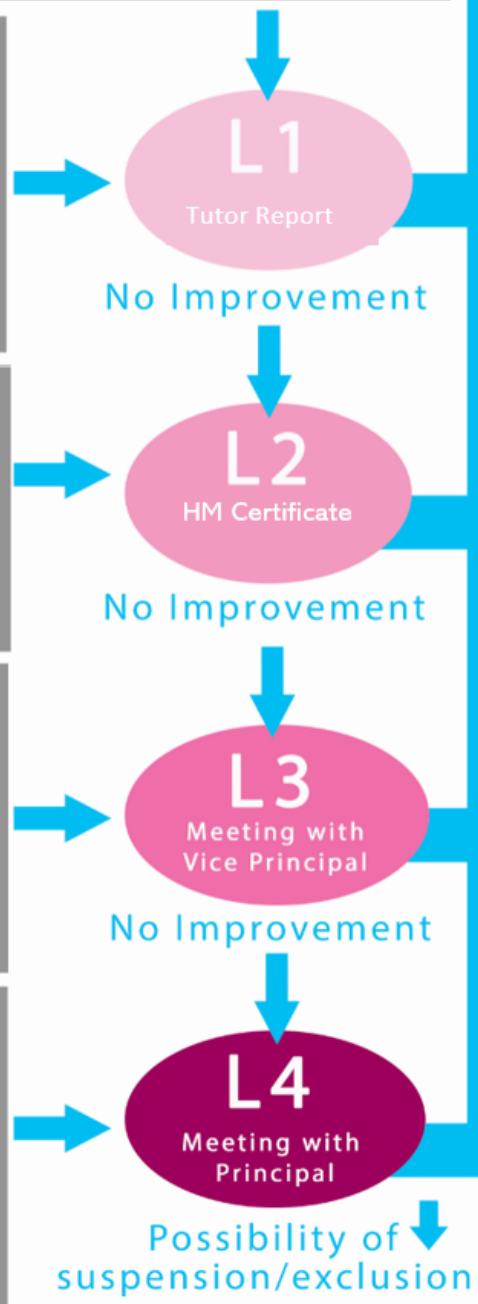 L1
Tutor Report
No Improvement
L2
HM Certificate
No Improvement
L3
Meeting with
Vice Principal
No Improvement
L4
Meeting with
Principal
Possibility of
suspension/exclusion